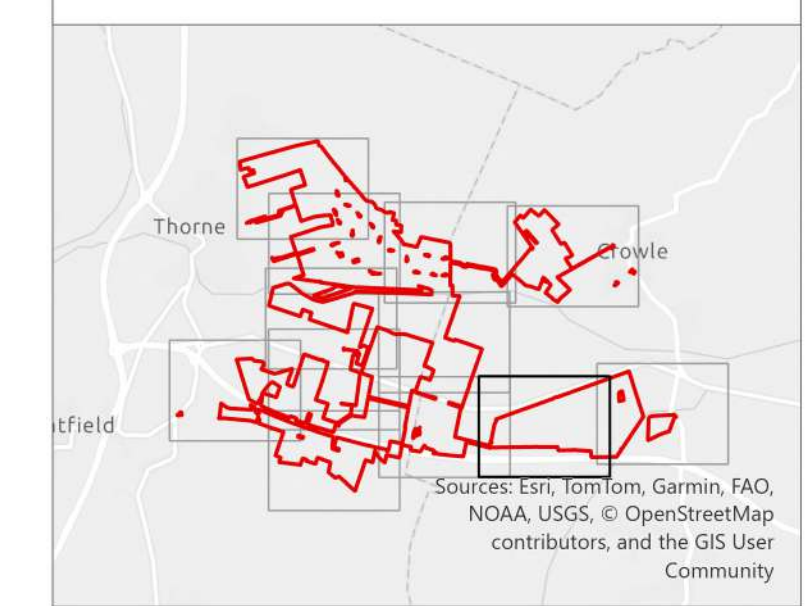 Thorne
Crowle
tfield
Sources: Esri, TomTom, Garmin, FAO,
NOAA, USGS, © OpenStreetMap
contributors, and the GIS User
Community